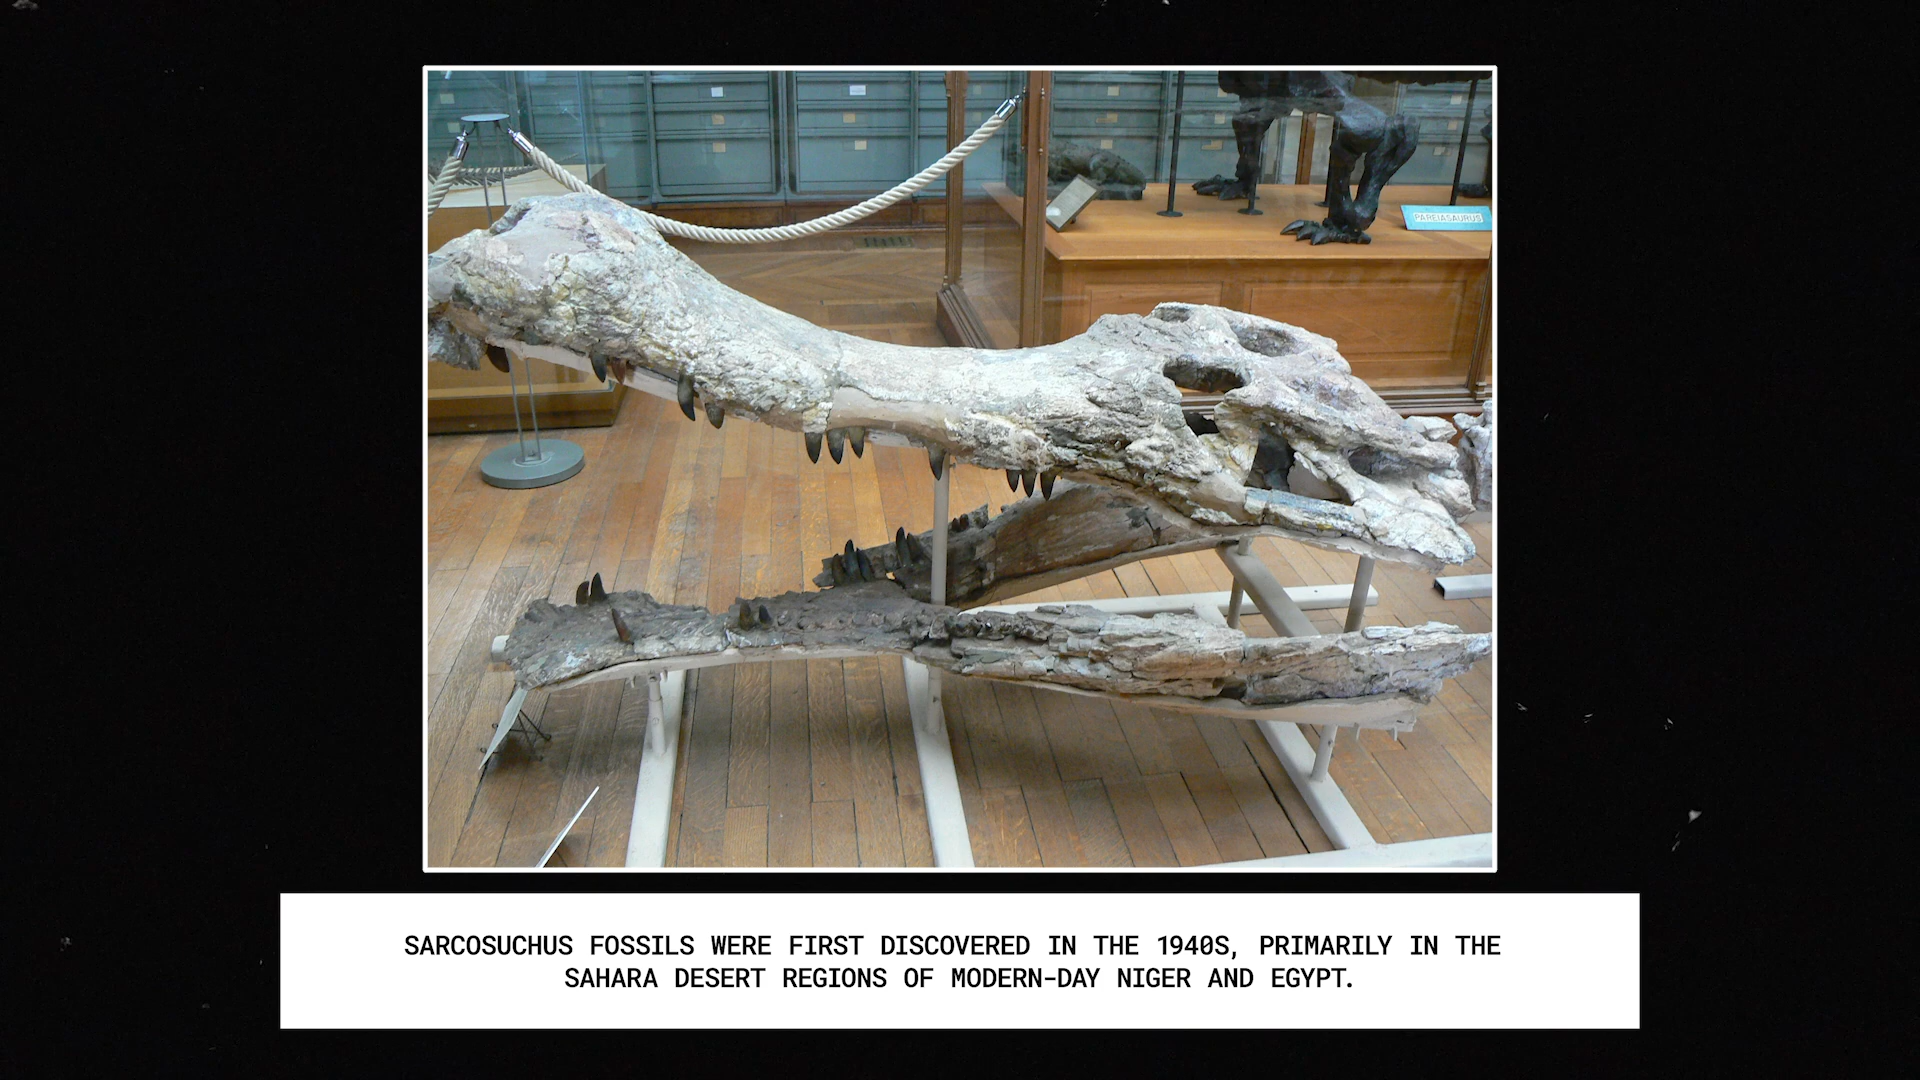 PAREIASAURUS
SARCOSUCHUS FOSSILS WERE FIRST DISCOVERED IN THE 1940S, PRIMARILY IN THE
SAHARA DESERT REGIONS OF MODERN-DAY NIGER AND EGYPT.